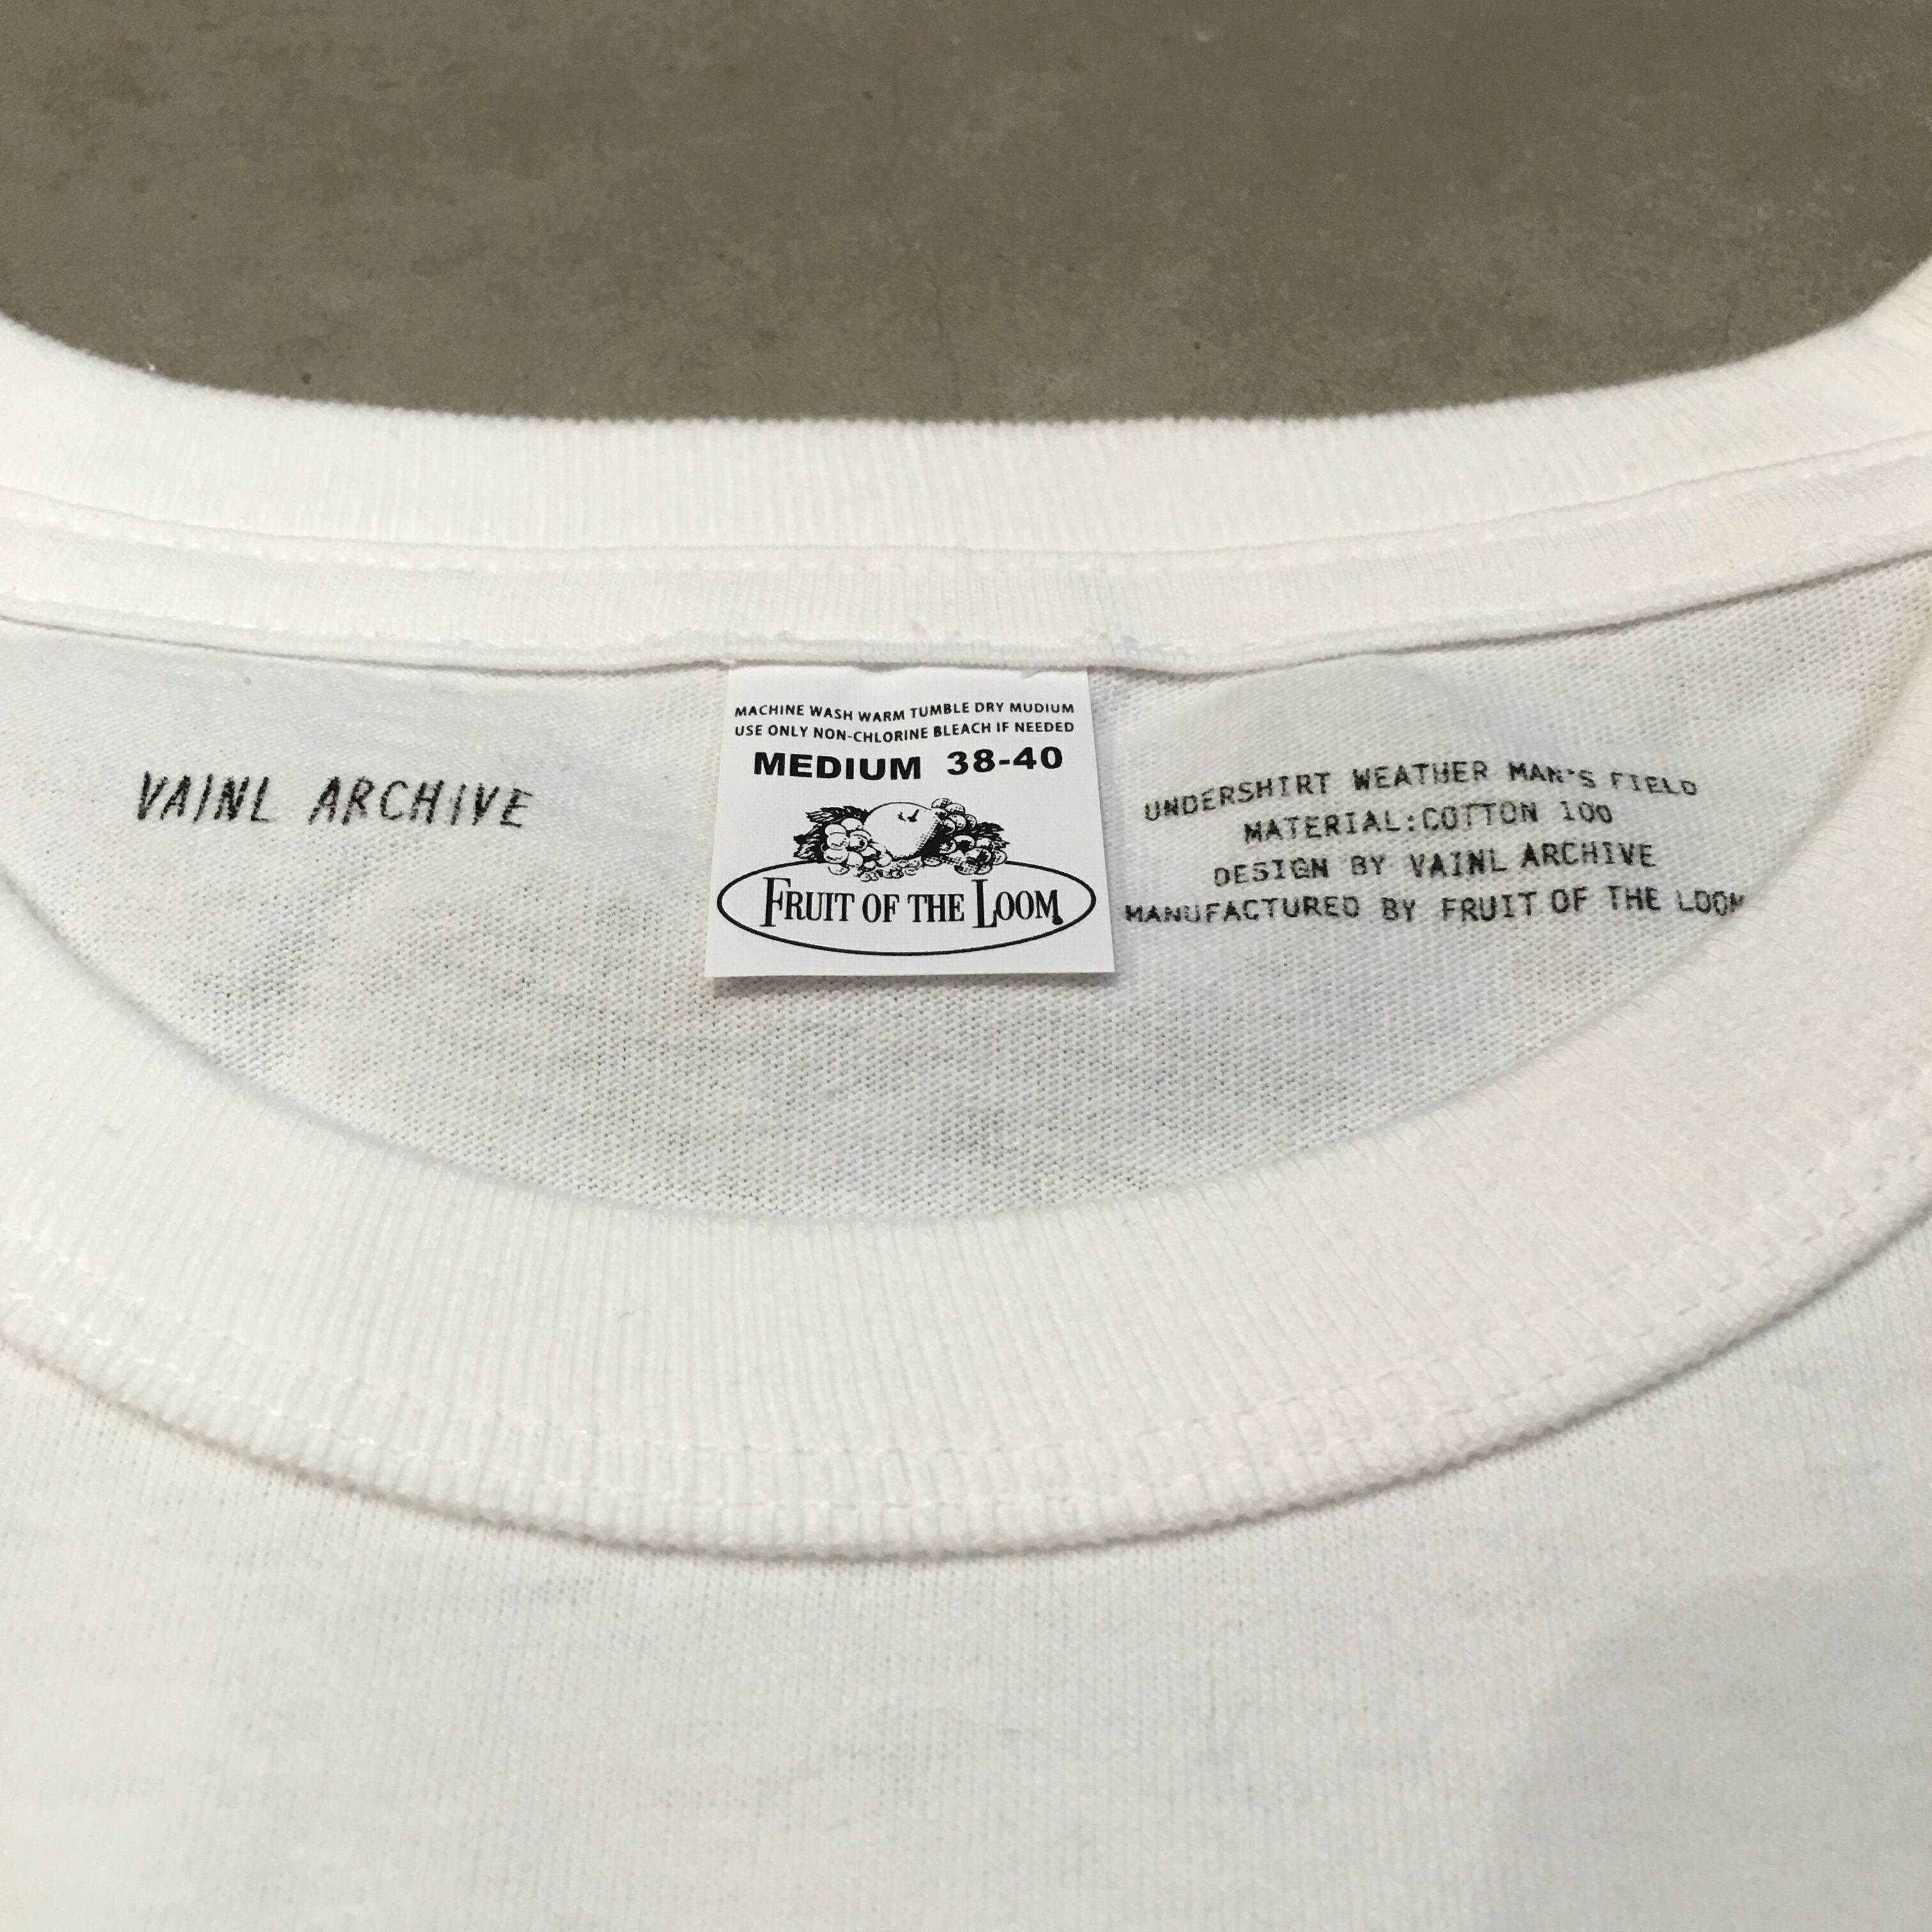 VAINL ARCHIVE
MACHINE WASH WARM TUMBLE DRY MUDIUM
USE ONLY NON-CHLORINE BLEACH IF NEEDED
MEDIUM 38-40
FRUIT OF THE LOOM
UNDERSHIRT WEATHER MAN'S FIELD
MATERIAL:COTTON 100
DESIGN BY VAINL ARCHIVE
MANUFACTURED BY FRUIT OF THE LOOM